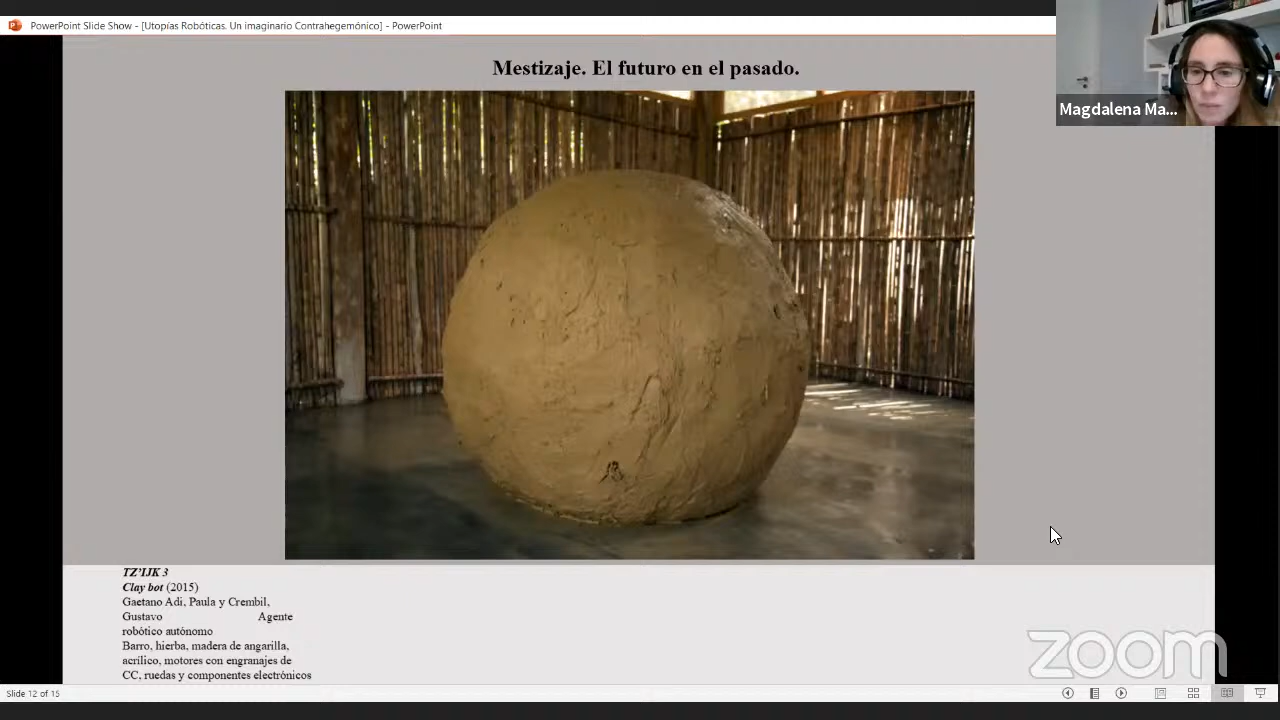 PowerPoint Slide Show - [Utopías Robóticas. Un imaginario Contrahegemónico] - PowerPoint
Magdalena Ma...
Mestizaje. El futuro en el pasado.
TZ'IJK 3
Clay bot (2015)
Gaetano Adi, Paula y Crembil,
Gustavo Agente
robótico autónomo
Barro, hierba, madera de angarilla,
acrílico, motores con engranajes de
CC, ruedas y componentes electrónicos
zoom
Slide 12 of 15